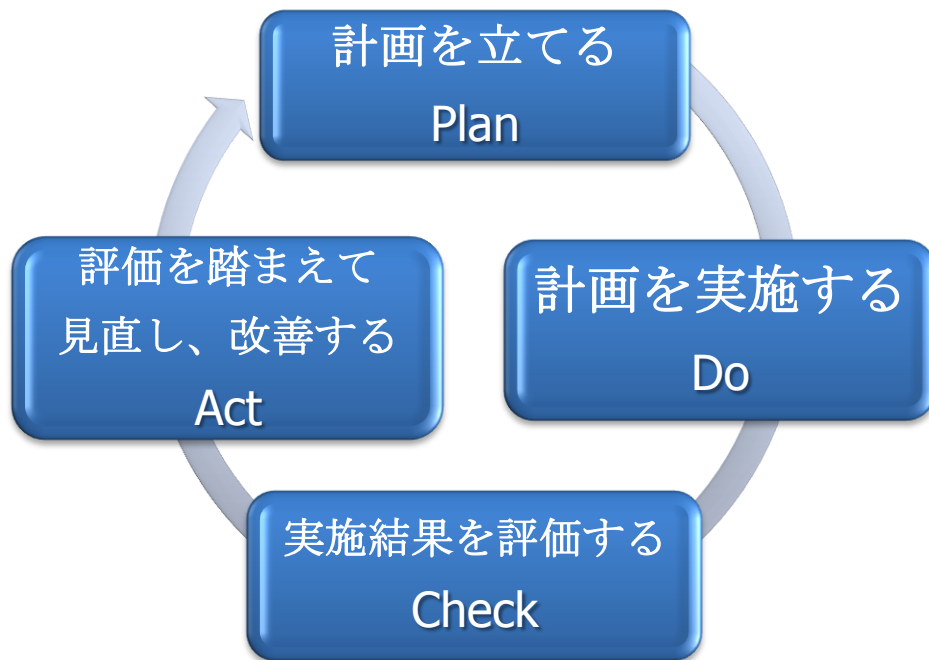 計画を立てる
Plan
計画を実施する
Do
実施結果を評価する
Check
評価を踏まえて
見直し、改善する
Act